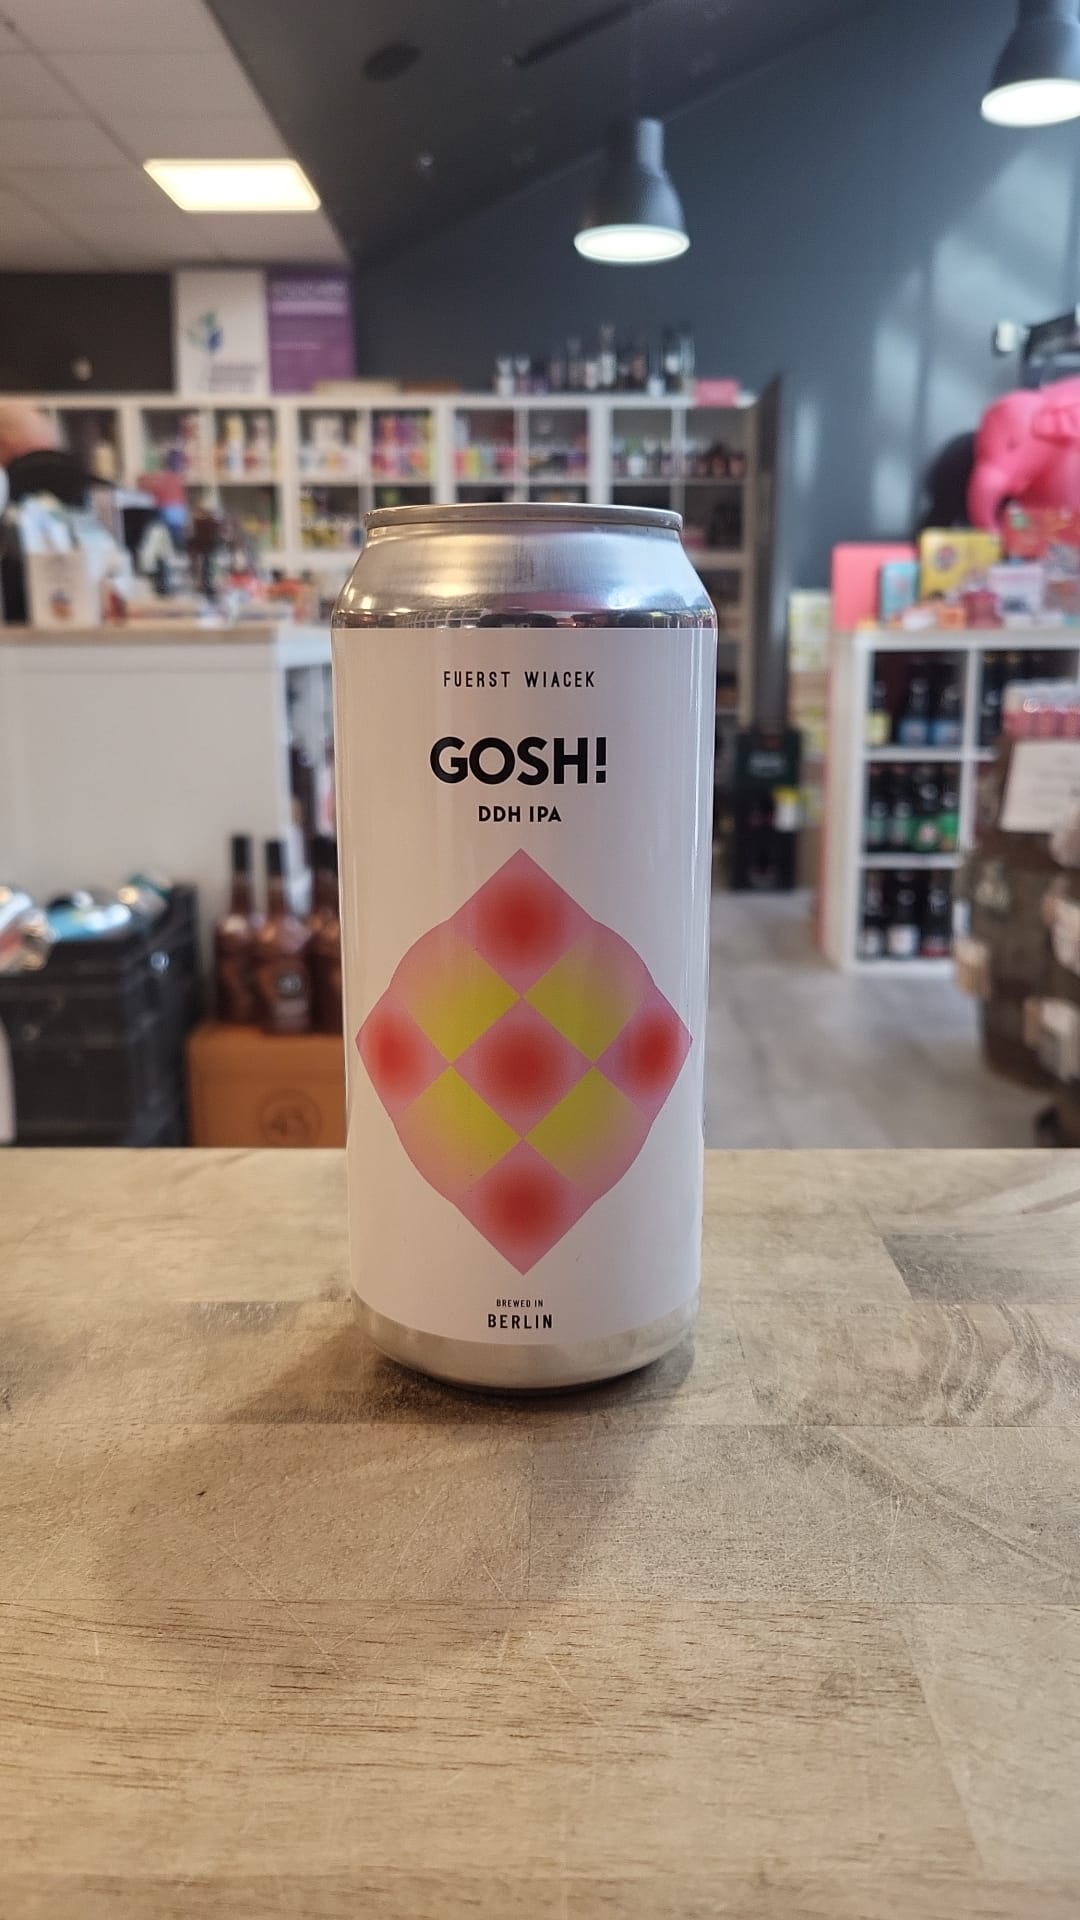 FUERST WIACEK
GOSH!
DDH IPA
BREWED IN
BERLIN